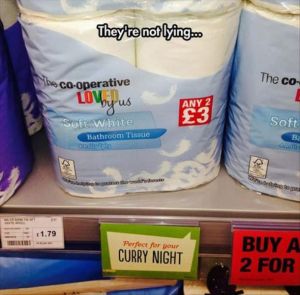 They're not lying...
The co-operative
LOVED
by us
Soft White
Bathroom Tissue
ANY 2
£3
The co-
Soft
£1.79
Perfect for your
CURRY NIGHT
BUY A
2 FOR